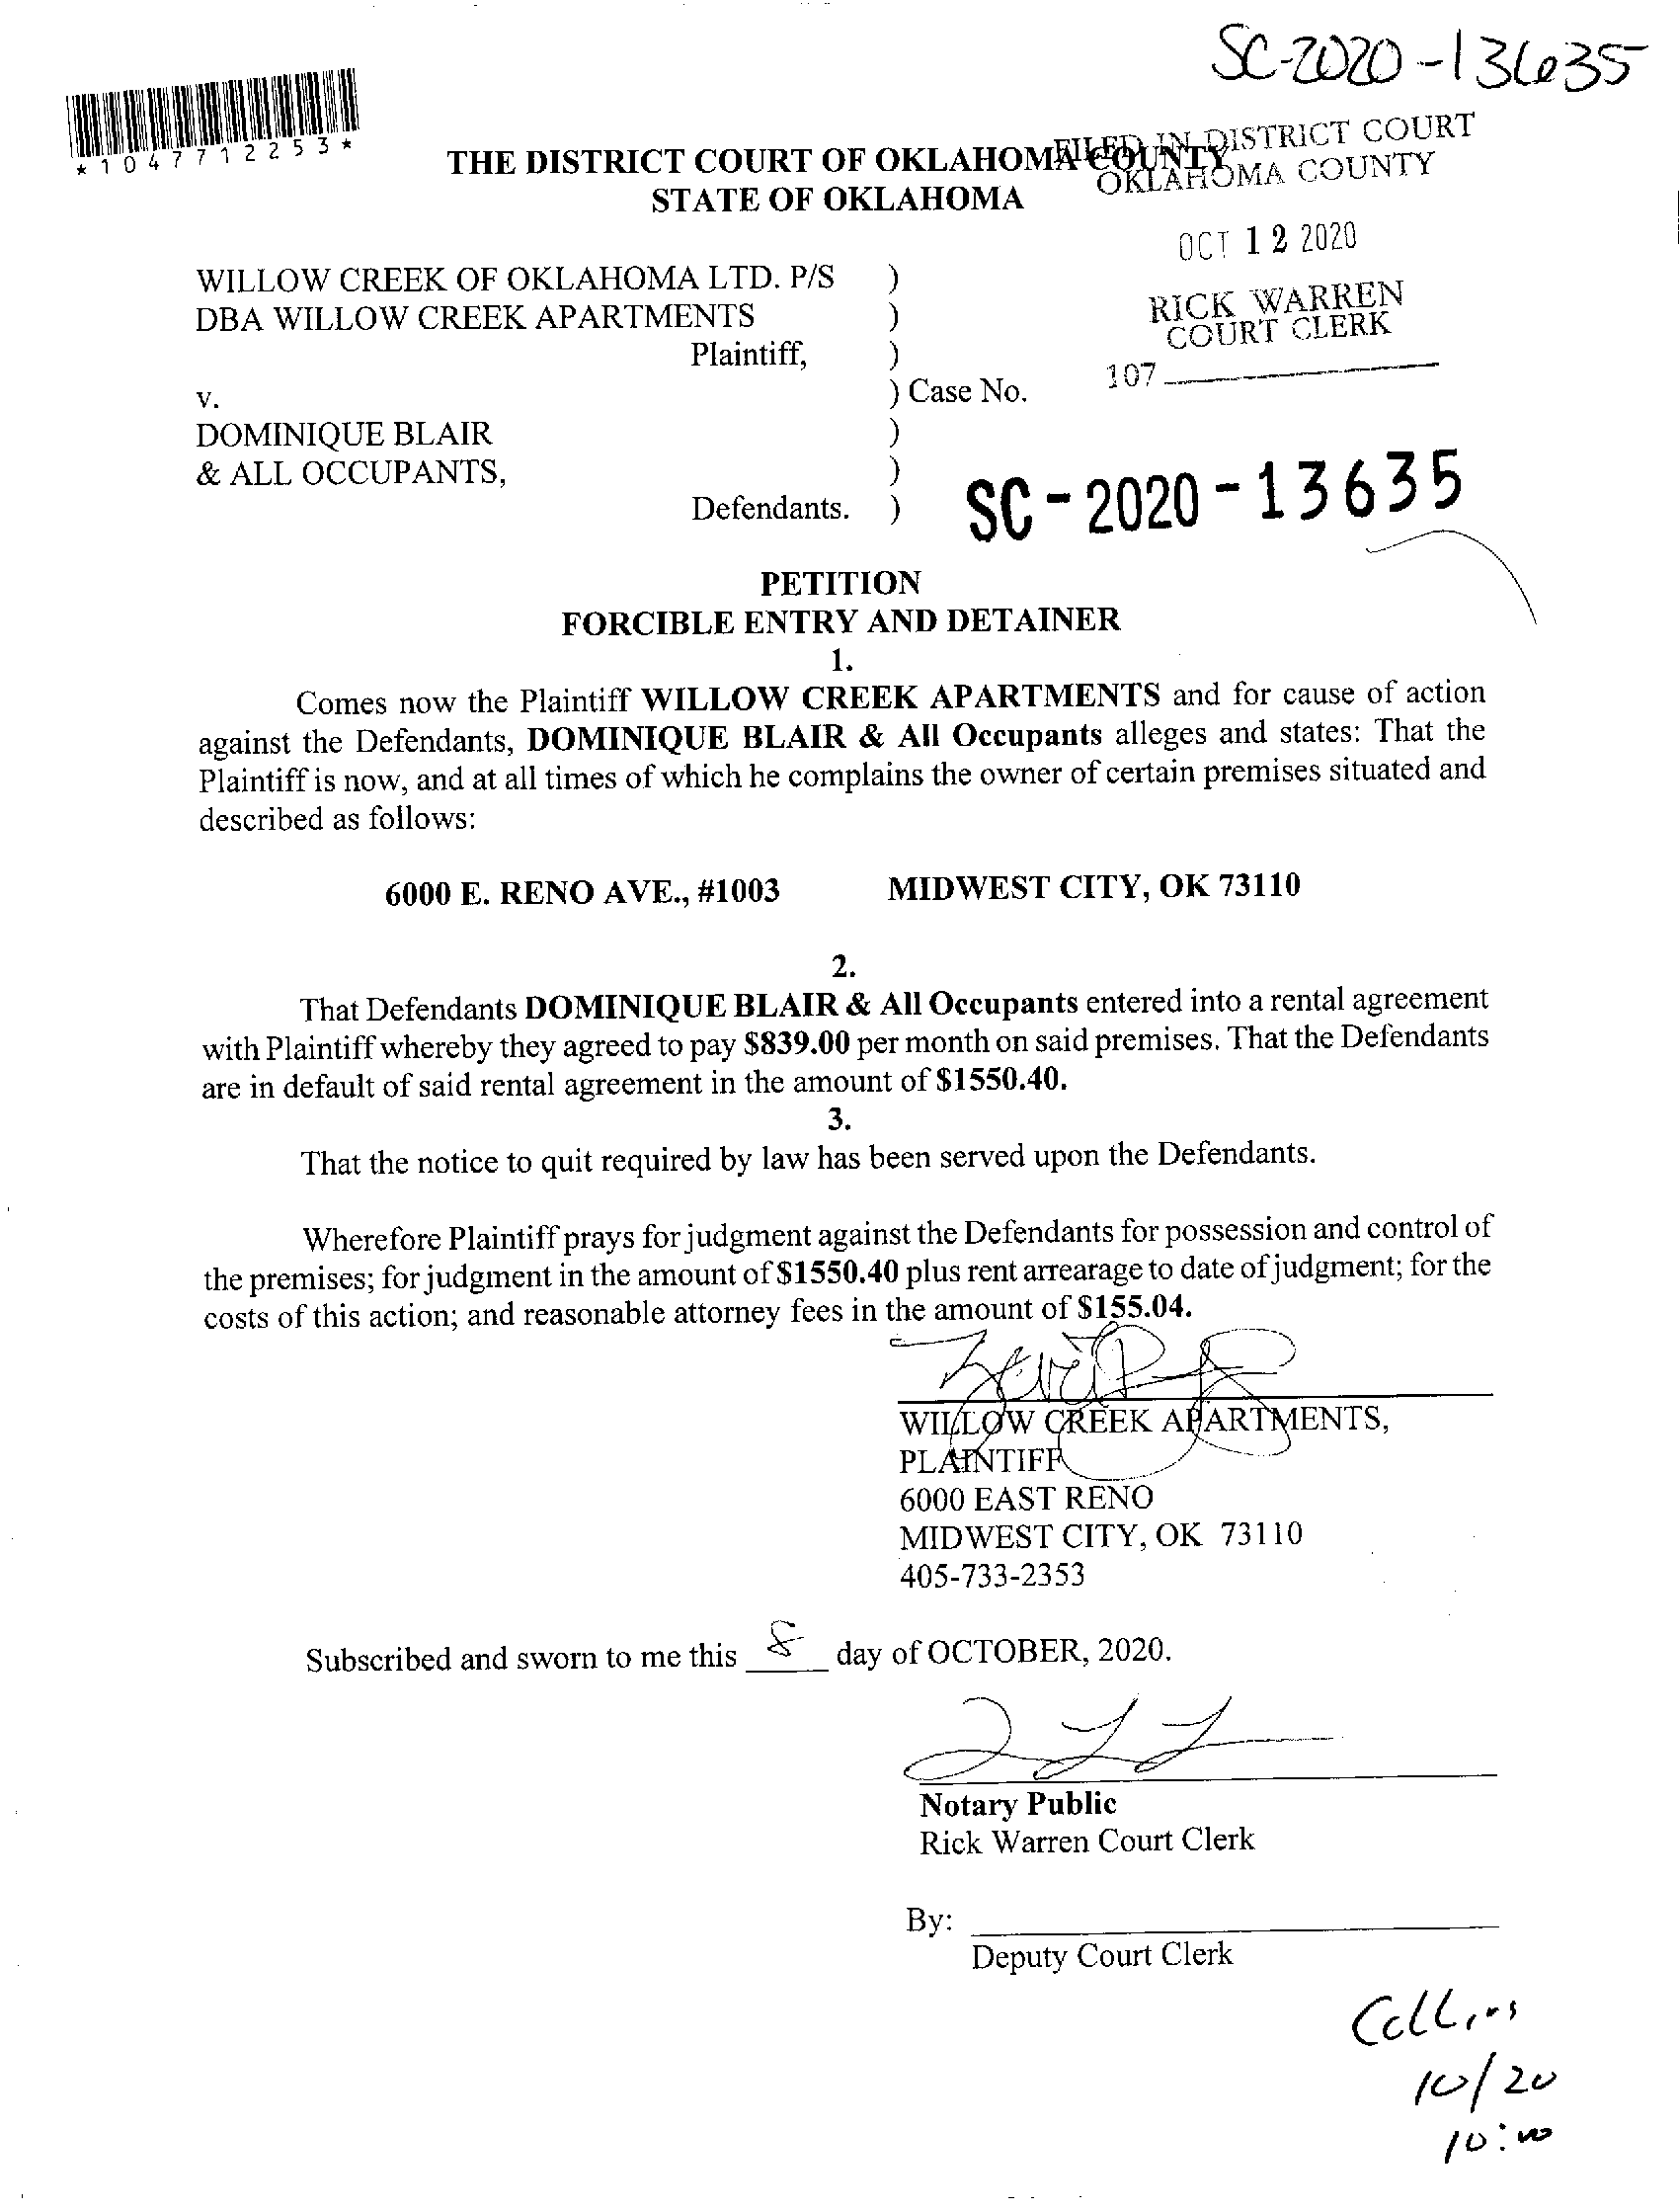 SC-2020-13635
*1047712253*
THE DISTRICT COURT OF OKLAHOMA COUNTY
FILED IN DISTRICT COURT
OKLAHOMA COUNTY
STATE OF OKLAHOMA
OCT 12 2020
WILLOW CREEK OF OKLAHOMA LTD. P/S )
DBA WILLOW CREEK APARTMENTS )
RICK WARREN
COURT CLERK
Plaintiff, )
107
v. ) Case No.
DOMINIQUE BLAIR )
& ALL OCCUPANTS, )
Defendants. )
SC-2020-13635
PETITION
FORCIBLE ENTRY AND DETAINER
1.
Comes now the Plaintiff WILLOW CREEK APARTMENTS and for cause of action
against the Defendants, DOMINIQUE BLAIR & All Occupants alleges and states: That the
Plaintiff is now, and at all times of which he complains the owner of certain premises situated and
described as follows:
6000 E. RENO AVE., #1003 MIDWEST CITY, OK 73110
2.
That Defendants DOMINIQUE BLAIR & All Occupants entered into a rental agreement
with Plaintiff whereby they agreed to pay $839.00 per month on said premises. That the Defendants
are in default of said rental agreement in the amount of $1550.40.
3.
That the notice to quit required by law has been served upon the Defendants.
Wherefore Plaintiff prays for judgment against the Defendants for possession and control of
the premises; for judgment in the amount of $1550.40 plus rent arrearage to date of judgment; for the
costs of this action; and reasonable attorney fees in the amount of $155.04.
WILLOW CREEK APARTMENTS,
PLAINTIFF
6000 EAST RENO
MIDWEST CITY, OK 73110
405-733-2353
Subscribed and sworn to me this 8 day of OCTOBER, 2020.
Notary Public
Rick Warren Court Clerk
By:
Deputy Court Clerk
Collins
10/20
10:00